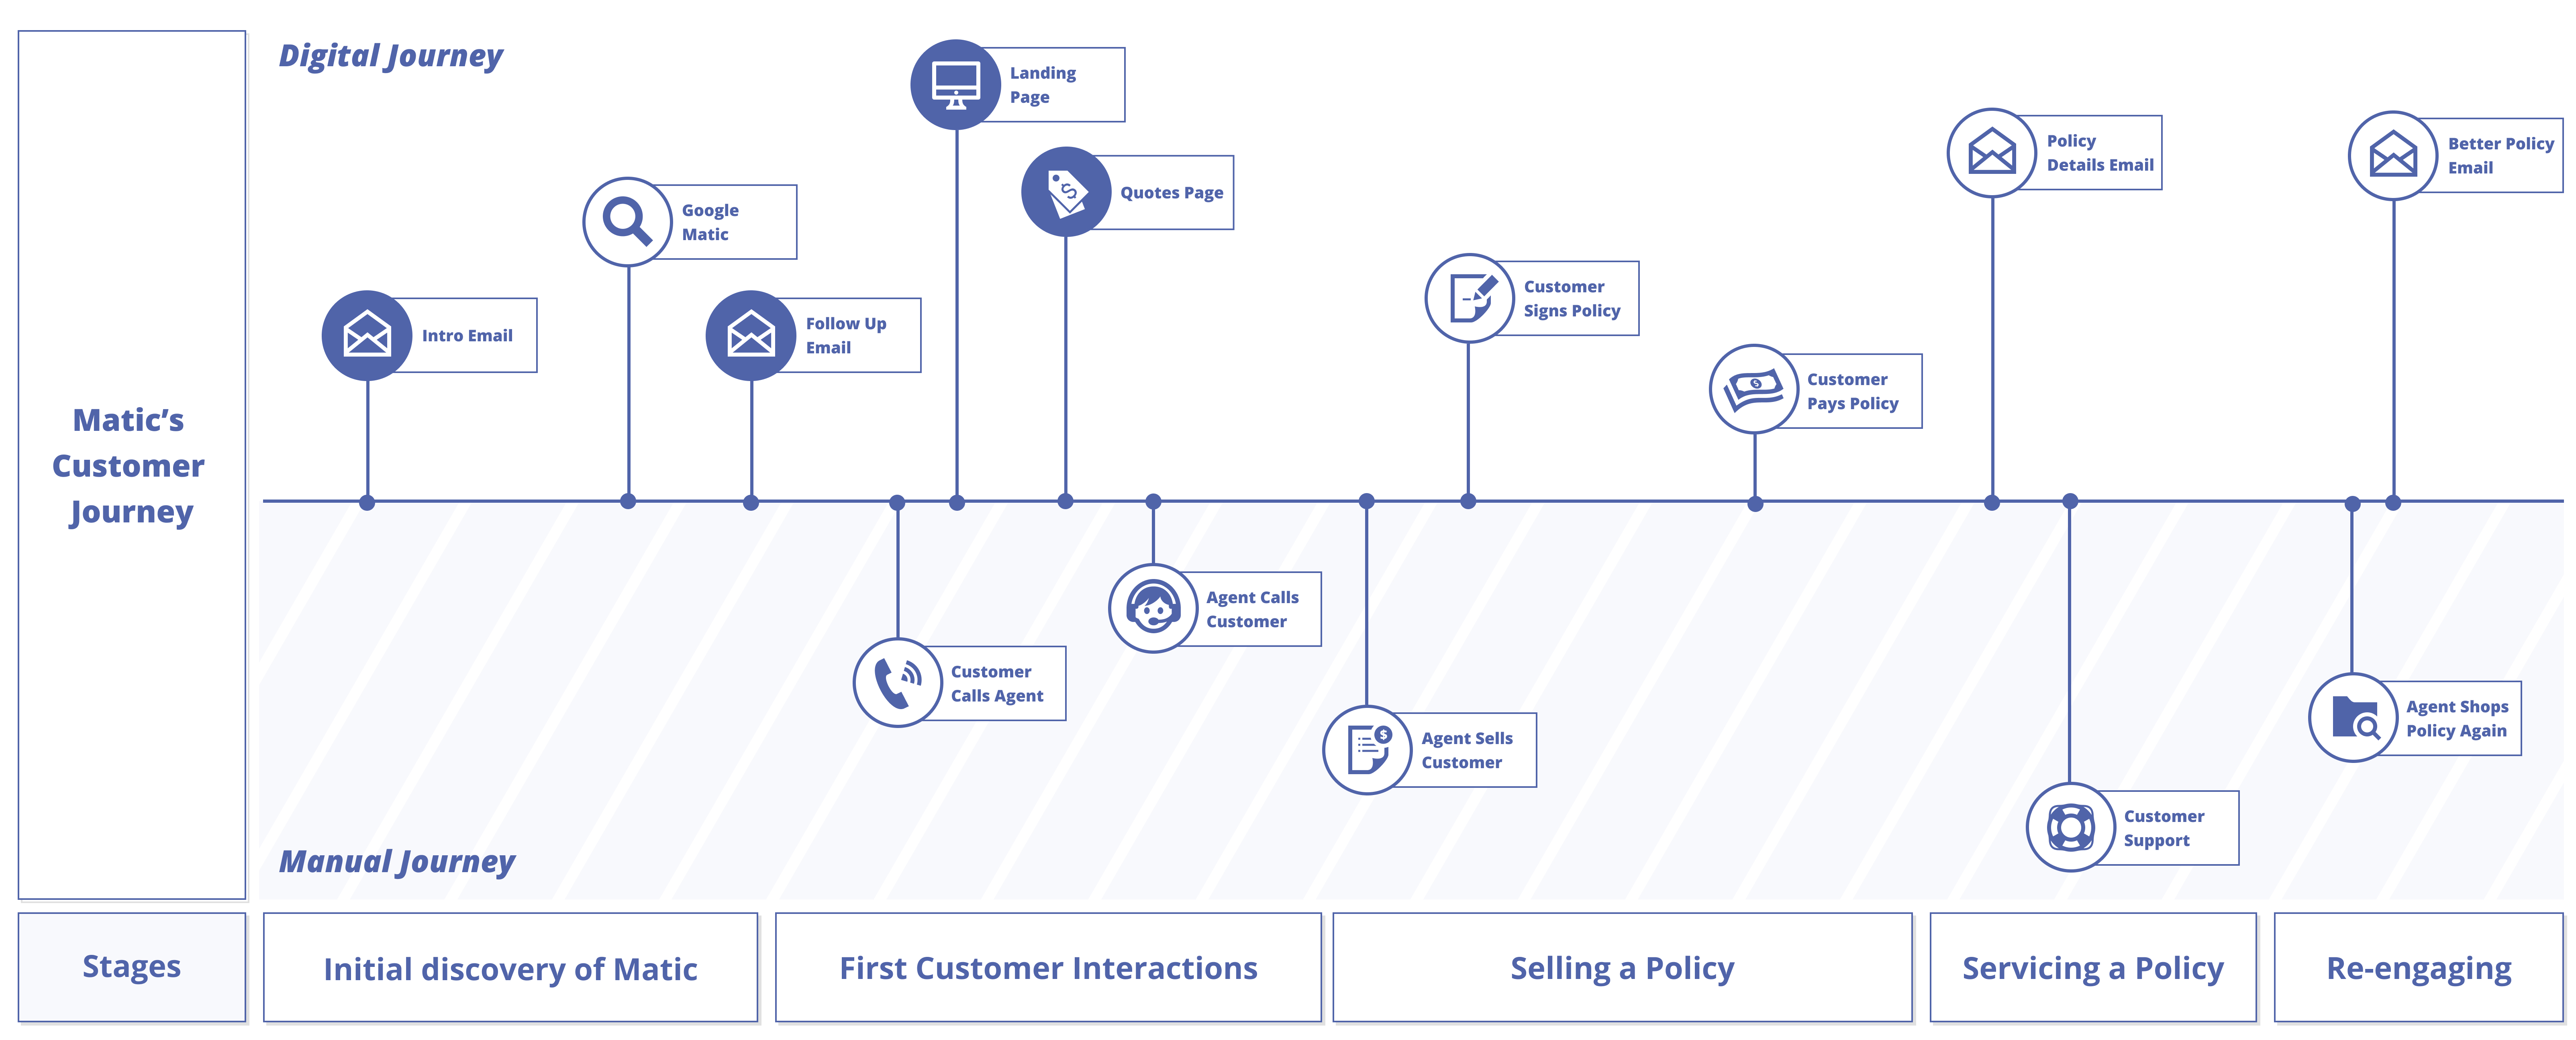 Matic’s
Customer
Journey
Digital Journey
Intro Email
Google
Matic
Follow Up
Email
Landing
Page
Quotes Page
Customer
Signs Policy
Customer
Pays Policy
Policy
Details Email
Better Policy
Email
Customer
Calls Agent
Agent Calls
Customer
$
Agent Sells
Customer
Customer
Support
Agent Shops
Policy Again
Manual Journey
Stages
Initial discovery of Matic
First Customer Interactions
Selling a Policy
Servicing a Policy
Re-engaging